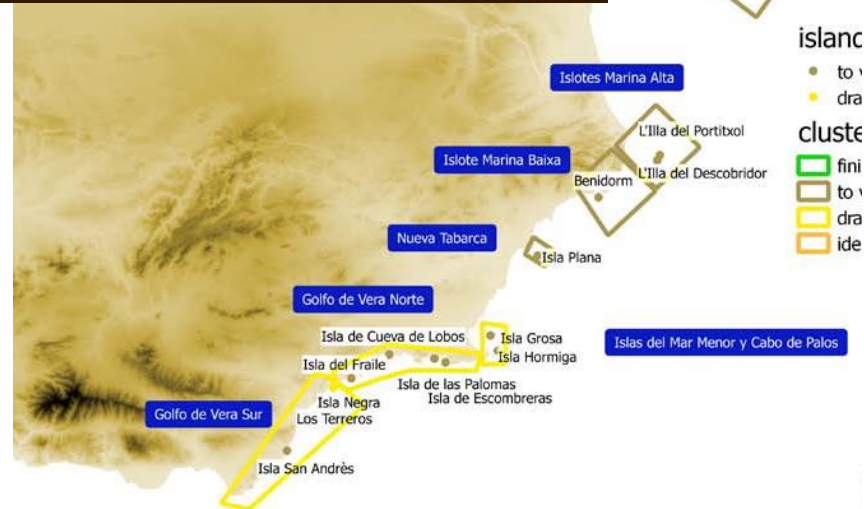 Islotes Marina Alta
L'Illa del Portitxol
Islote Marina Baixa
L'Illa del Descobridor
Benidorm
Nueva Tabarca
Isla Plana
Golfo de Vera Norte
Isla de Cueva de Lobos
Isla Grosa
Islas del Mar Menor y Cabo de Palos
Isla Hormiga
Isla del Fraile
Isla de las Palomas
Isla Negra
Isla de Escombreras
Golfo de Vera Sur
Los Terreros
Isla San Andrès
island
to
dra
cluste
fini
to
dra
ide